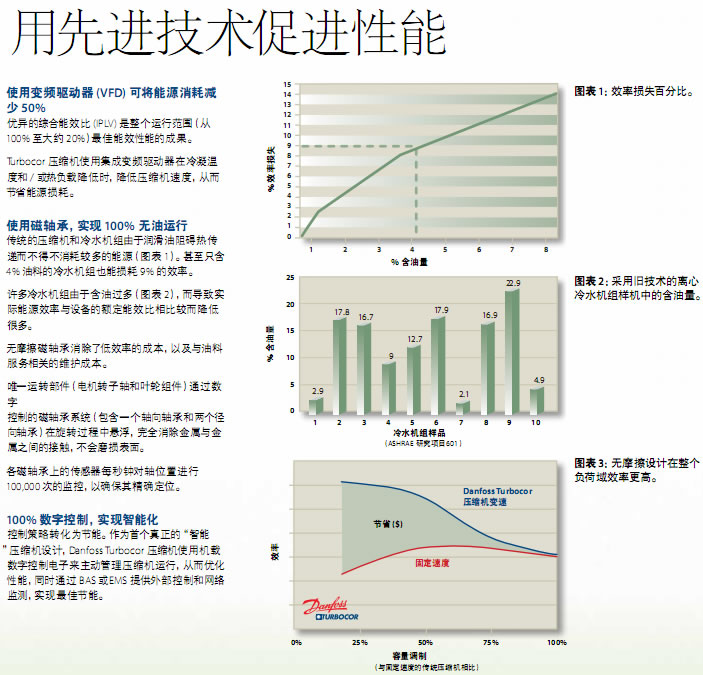 用先进技术促进性能
使用变频驱动器 (VFD) 可将能源消耗减
少 50%
优异的综合能效比 (IPLV) 是整个运行范围 ( 从
100% 至大约 20%) 最佳能效性能的成果。
Turbocor 压缩机使用集成变频驱动器在冷凝温
度和 / 或热负载降低时, 降低压缩机速度, 从而
节省能源损耗。
使用磁轴承, 实现 100% 无油运行
传统的压缩机和冷水机组由于润滑油阻碍热传
递而不得不消耗较多的能源 ( 图表 1 )。甚至只含
4% 油料的冷水机组也能损耗 9% 的效率。
许多冷水机组由于含油过多 ( 图表 2 ) , 而导致实
际能源效率与设备的额定能效比相比较而降低
很多。
无摩擦磁轴承消除了低效率的成本, 以及与油料
服务相关的维护成本。
唯一运转部件 ( 电机转子轴和叶轮组件 ) 通过数
字
控制的磁轴承系统 ( 包含一个轴向轴承和两个径
向轴承 ) 在旋转过程中悬浮, 完全消除金属与金
属之间的接触, 不会磨损表面。
各磁轴承上的传感器每秒钟对轴位置进行
100,000 次的监控, 以确保其精确定位。
100% 数字控制, 实现智能化
控制策略转化为节能。作为首个真正的 “智能
” 压缩机设计, Danfoss Turbocor 压缩机使用机载
数字控制电子来主动管理压缩机运行, 从而优化
性能, 同时通过 BAS 或EMS 提供外部控制和网络
监测, 实现最佳节能。
15
14
13
12
11
10
9
8
7
6
5
4
3
2
1
0
% 效率损失
1 2 3 4 5 6 7 8
% 含油量
图表 1; 效率损失百分比。
25
20
15
10
5
0
% 含油量
2.9 17.8 16.7 9 12.7 17.9 2.1 16.9 22.9 4.9
1 2 3 4 5 6 7 8 9 10
冷水机组样品
(ASHRAE 研究项目601)
图表 2; 采用旧技术的离心
冷水机组样机中的含油量。
效率
Danfoss Turbocor
压缩机变速
节省 ($)
固定速度
Danfoss
TURBOCOR
0% 25% 50% 75% 100%
容量调制
( 与固定速度的传统压缩机相比)
图表 3; 无摩擦设计在整个
负荷域效率更高。